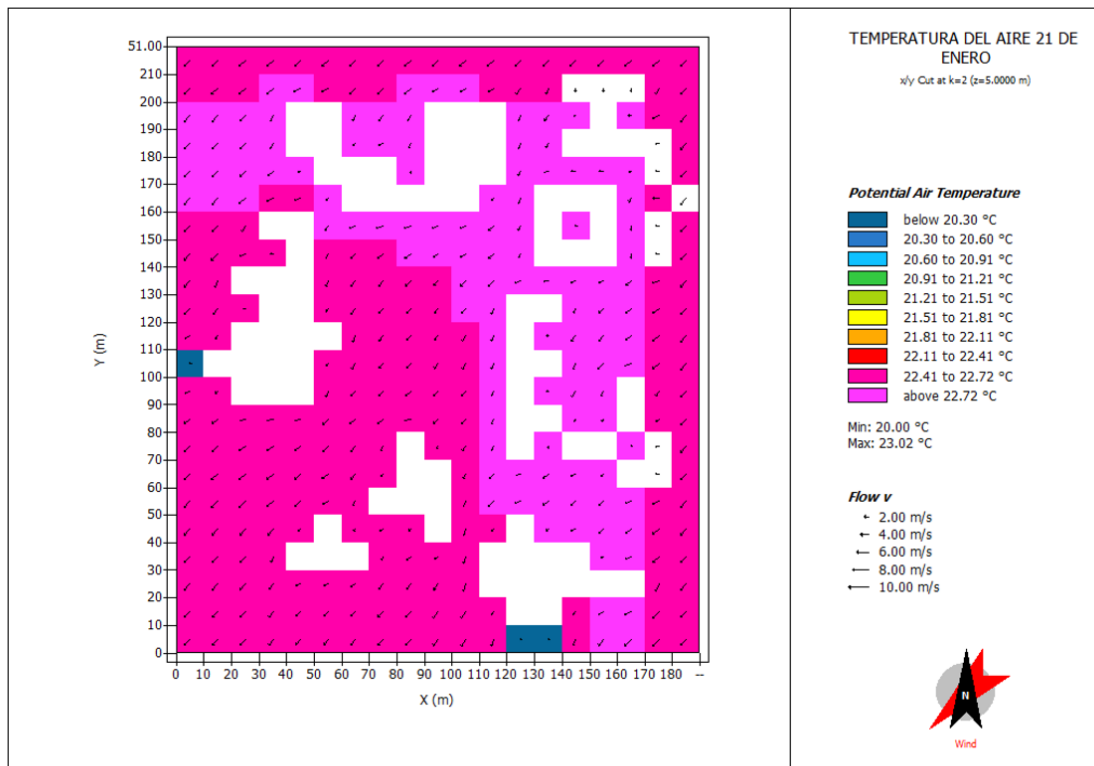 TEMPERATURA DEL AIRE 21 DE
ENERO
x/y Cut at k=2 (z=5.0000 m)
51.00
210
200
190
180
170
160
150
140
130
120
110
100
90
80
70
60
50
40
30
20
10
0
Y (m)
0 10 20 30 40 50 60 70 80 90 100 110 120 130 140 150 160 170 180 --
X (m)
Potential Air Temperature
below 20.30 °C
20.30 to 20.60 °C
20.60 to 20.91 °C
20.91 to 21.21 °C
21.21 to 21.51 °C
21.51 to 21.81 °C
21.81 to 22.11 °C
22.11 to 22.41 °C
22.41 to 22.72 °C
above 22.72 °C
Min: 20.00 °C
Max: 23.02 °C
Flow v
2.00 m/s
4.00 m/s
6.00 m/s
8.00 m/s
10.00 m/s
N
Wind